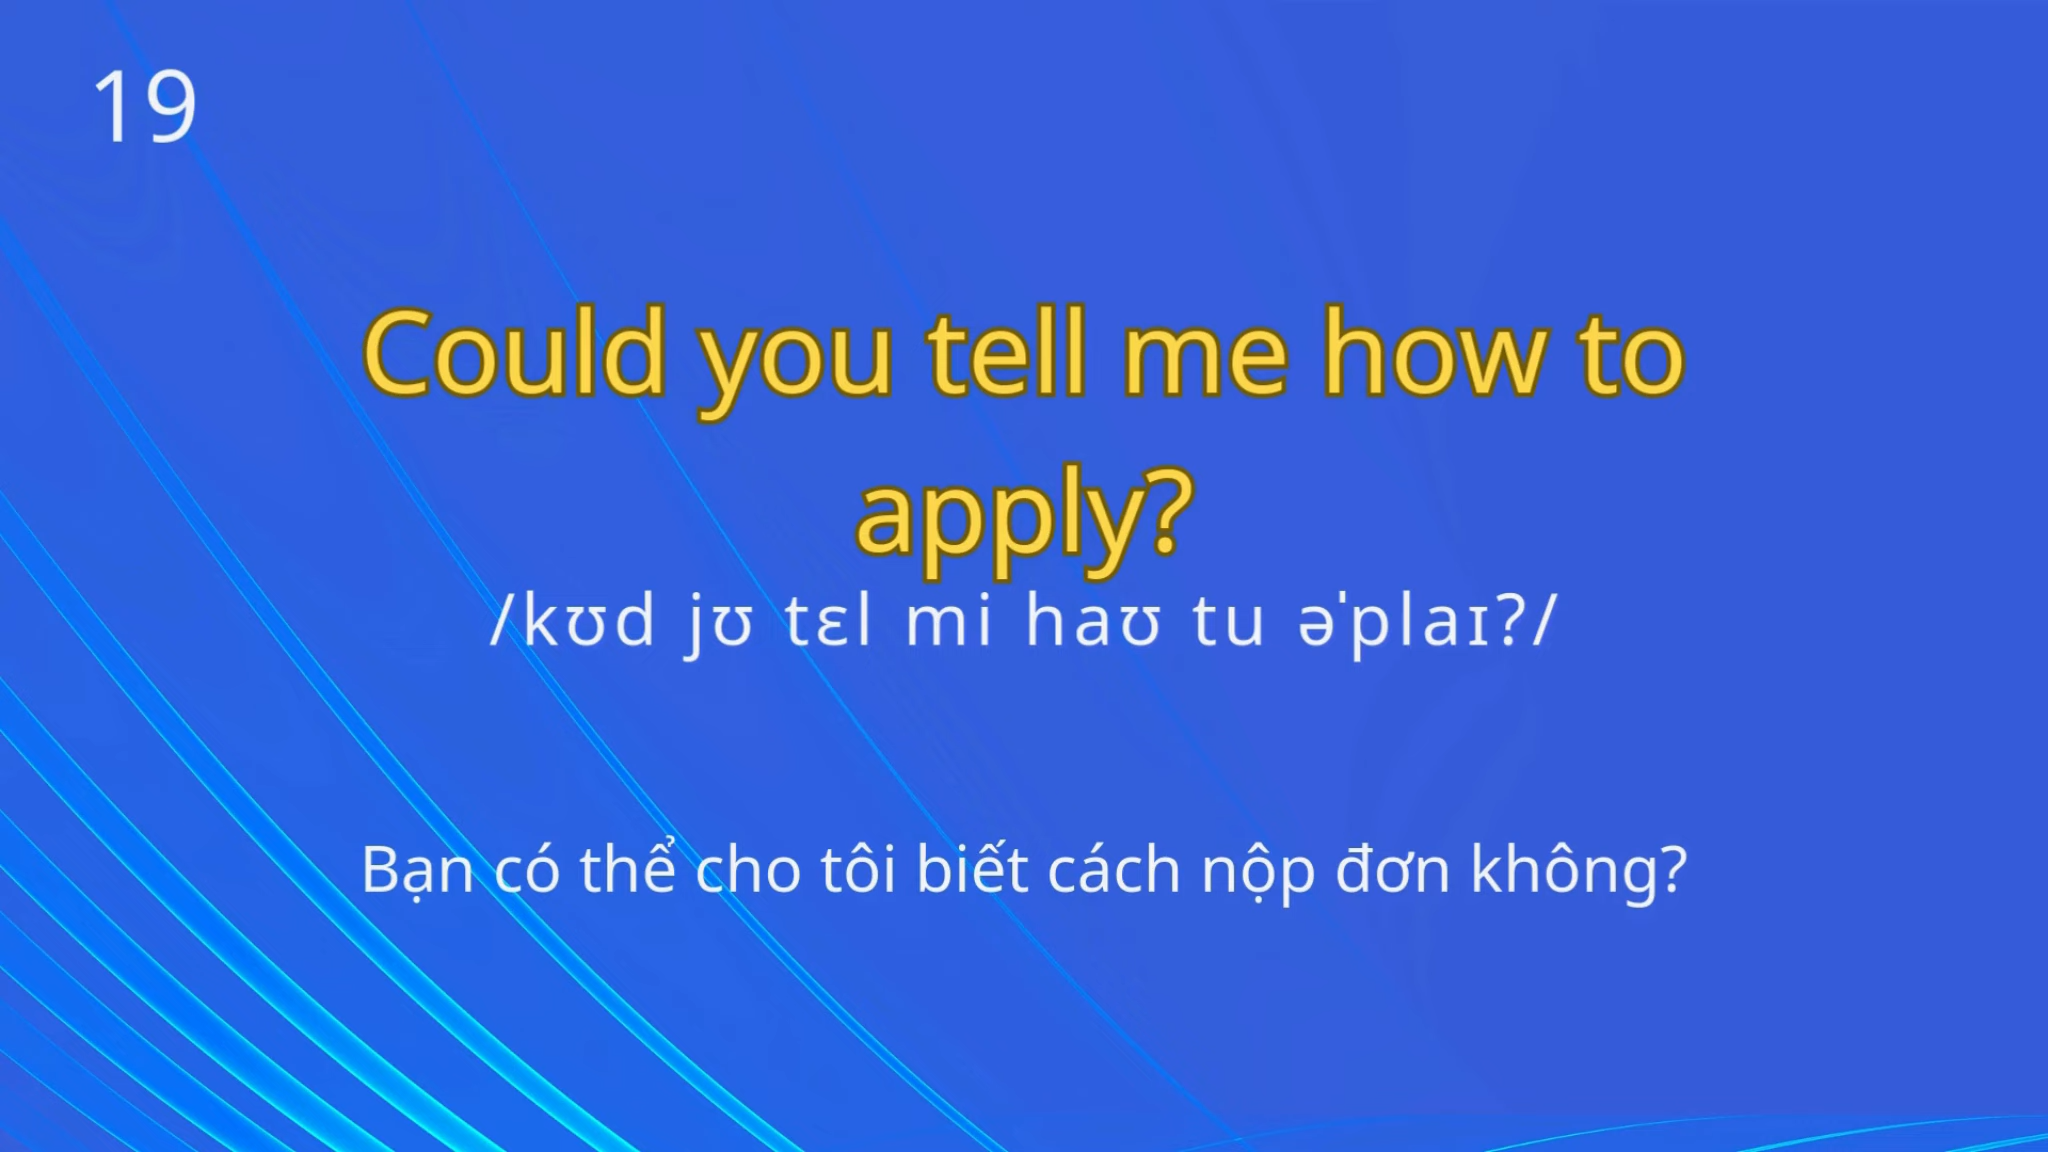 19
Could you tell me how to
apply?
/kʊd jʊ tɛl mi haʊ tu əˈplaɪ?/
Bạn có thể cho tôi biết cách nộp đơn không?